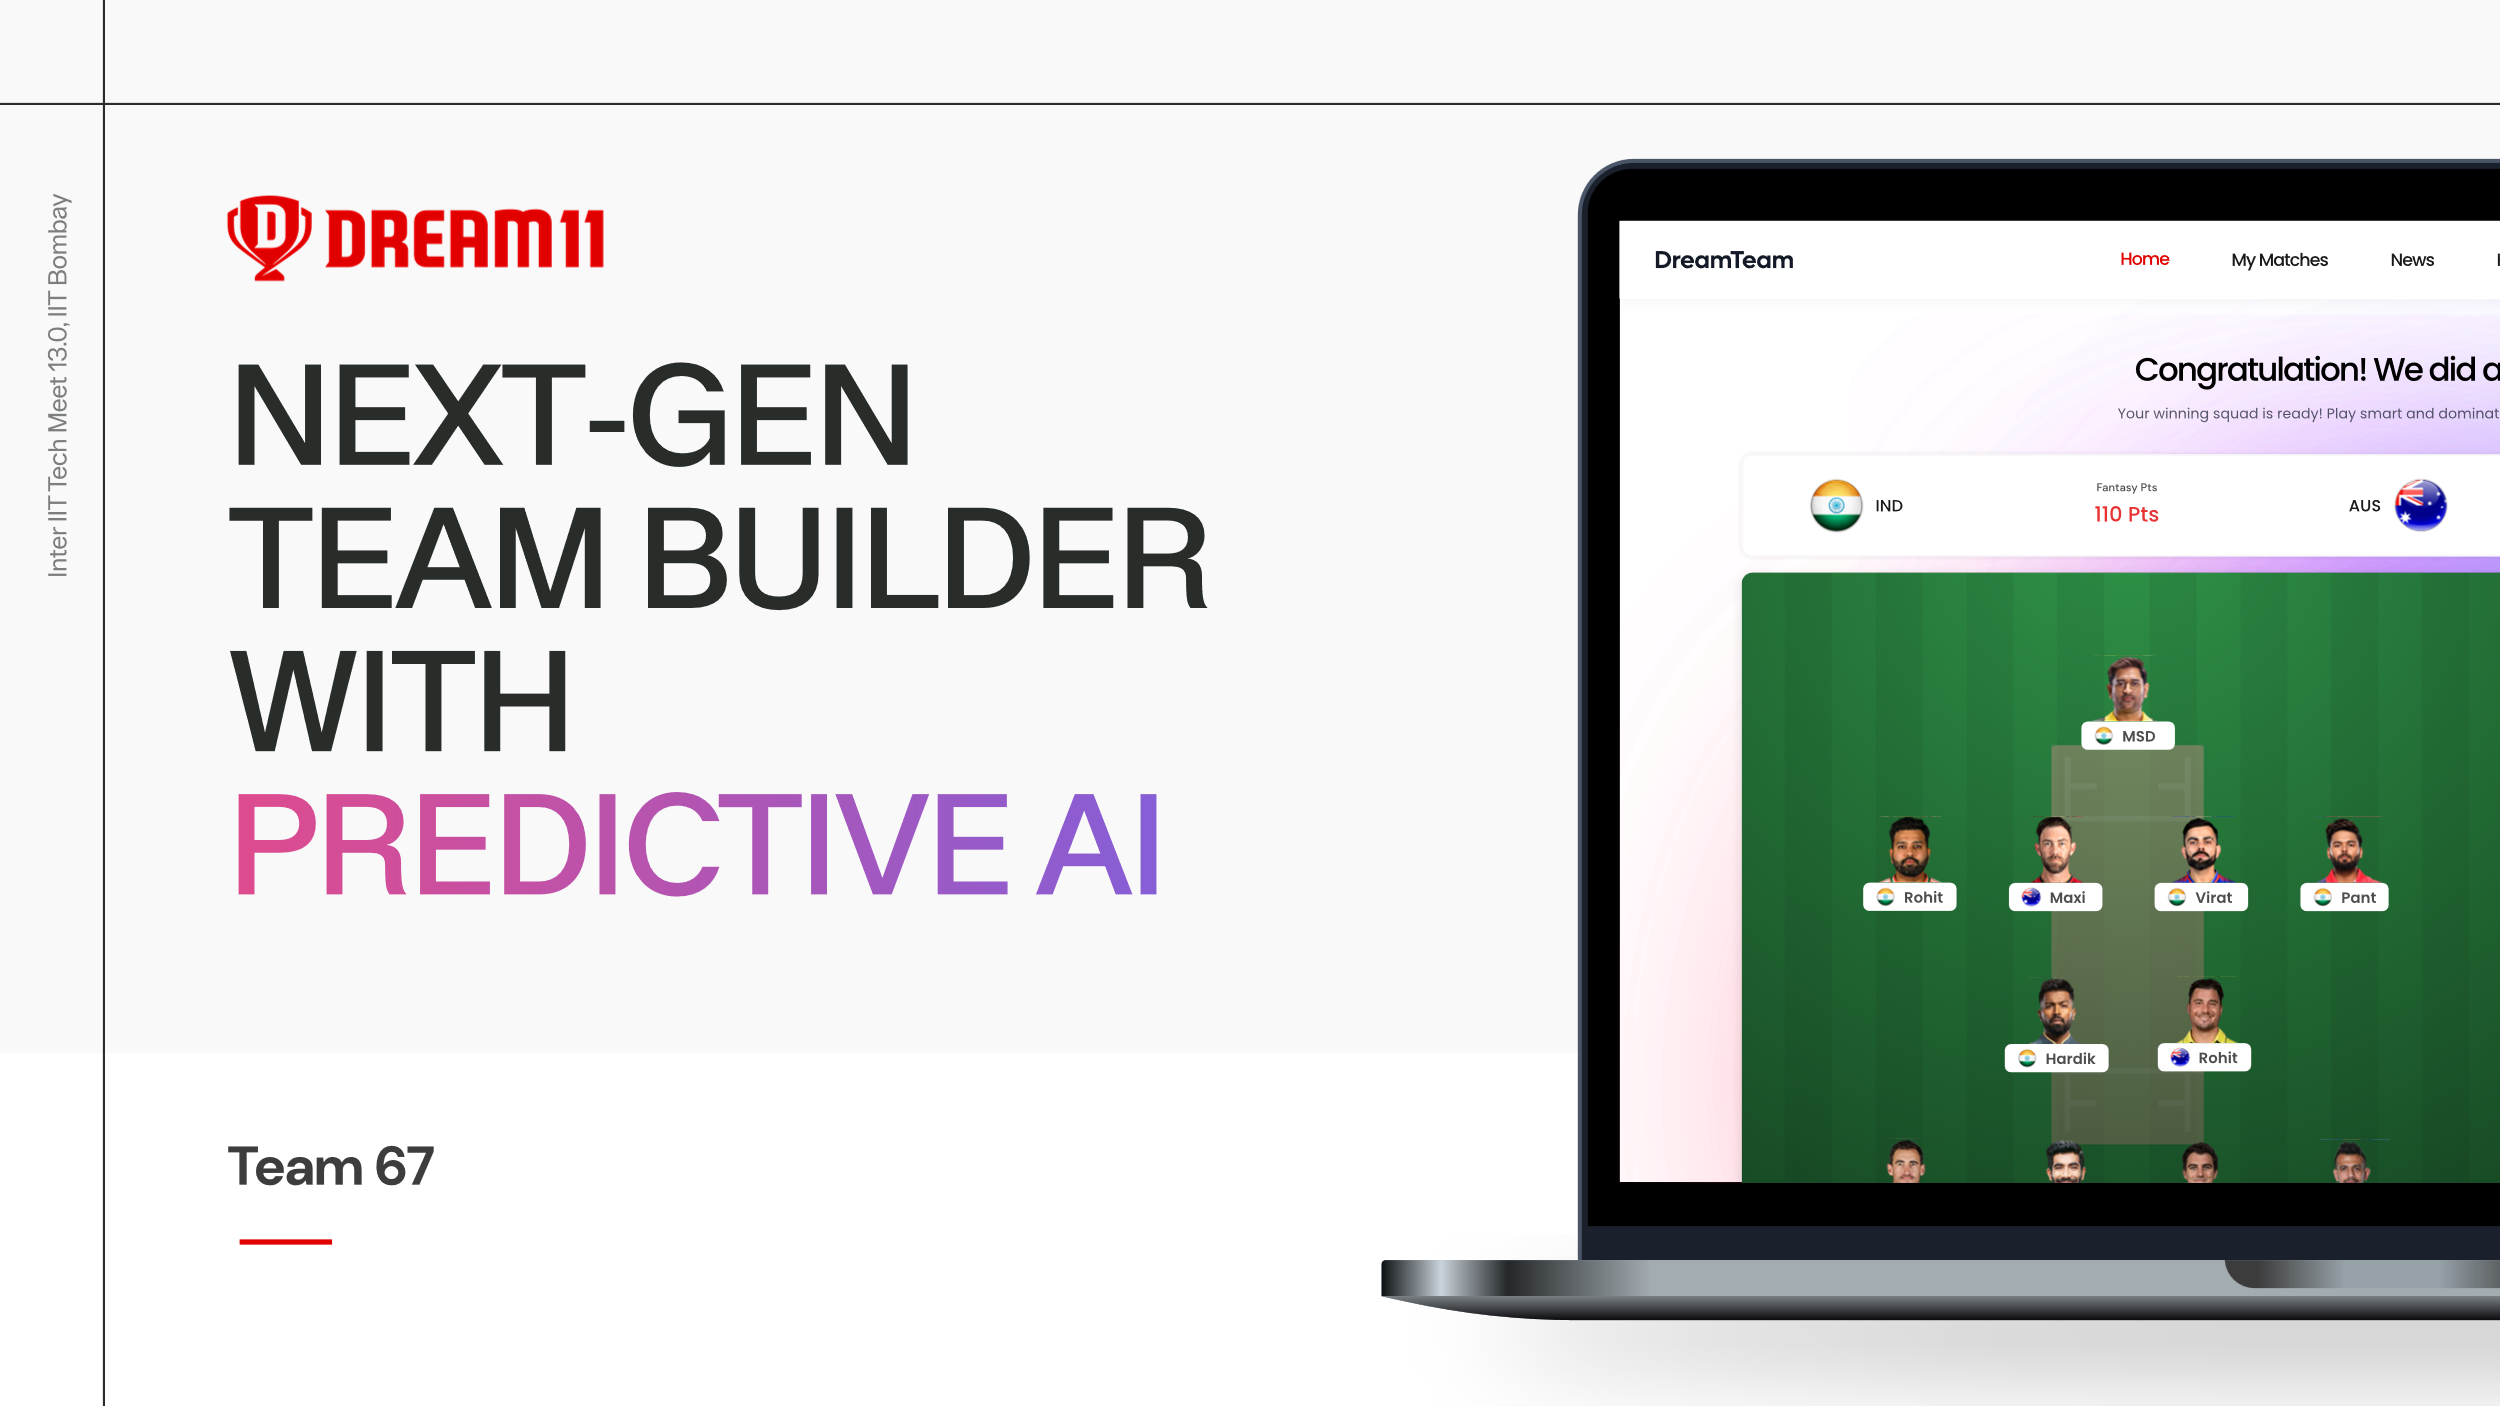 Inter IIT Tech Meet 13.0, IIT Bombay
DREAM11
NEXT-GEN
TEAM BUILDER
WITH
PREDICTIVE AI
Team 67
DreamTeam
Home
My Matches
News
Congratulation! We did a
Your winning squad is ready! Play smart and dominat
IND
Fantasy Pts
110 Pts
AUS
MSD
Rohit
Maxi
Virat
Pant
Hardik
Rohit